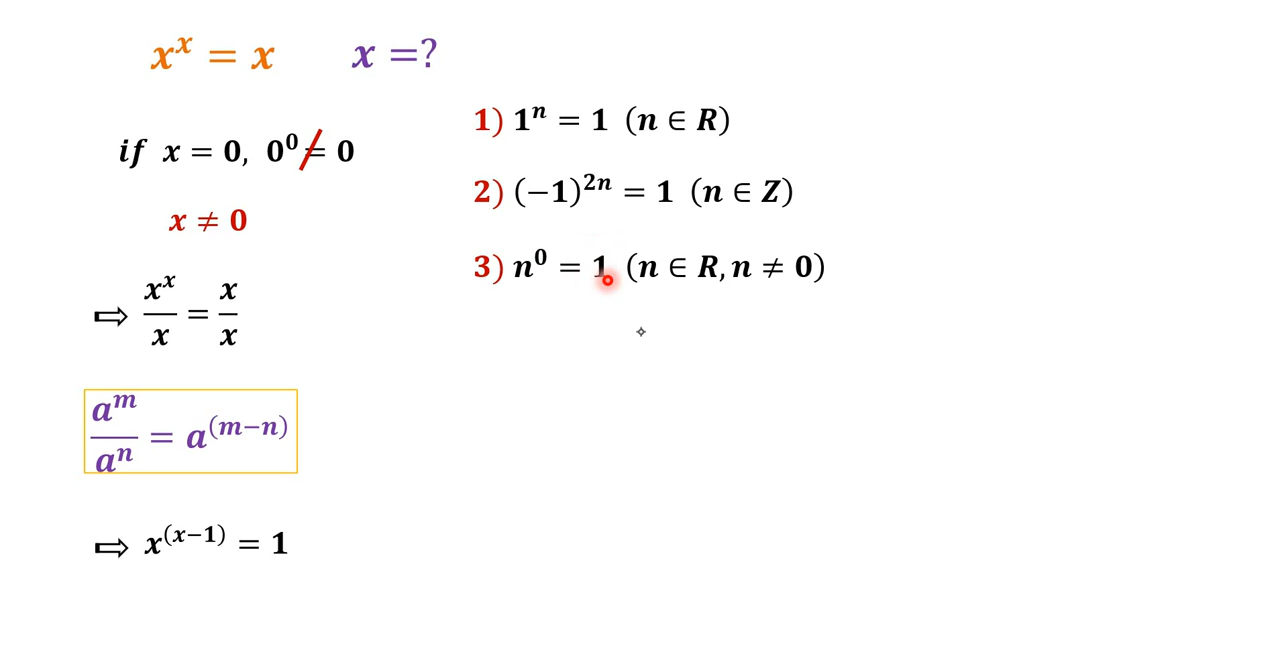 x^x = x    x =?
if x = 0, 0^0 ≠ 0
x ≠ 0
⇨ x^x/x = x/x
a^m/a^n = a^(m−n)
⇨ x^(x−1) = 1
1) 1^n = 1 (n ∈ R)
2) (−1)^2n = 1 (n ∈ Z)
3) n^0 = 1 (n ∈ R, n ≠ 0)